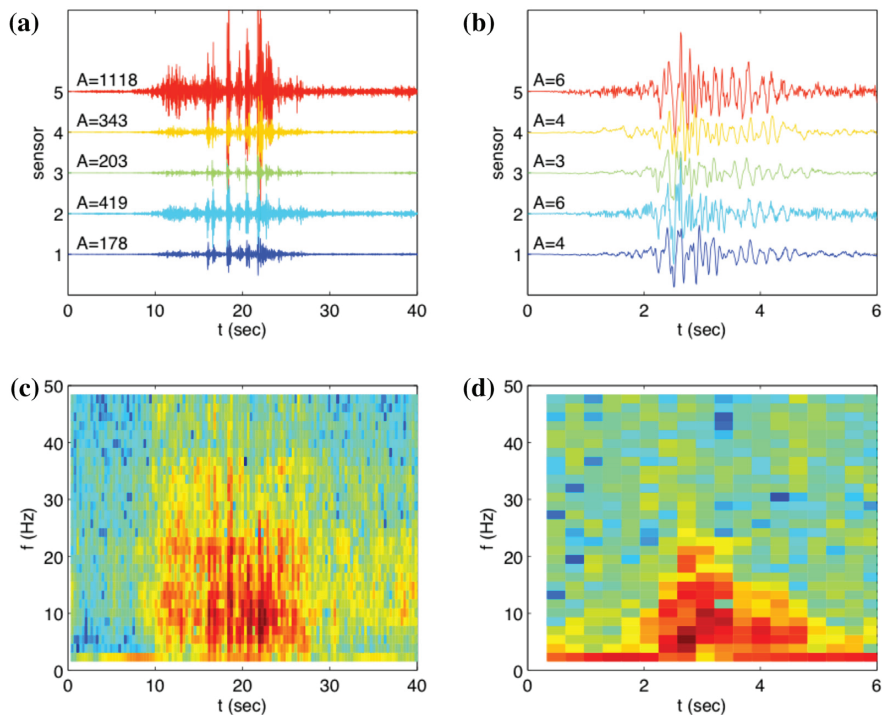 (a)
sensor
5
4
3
2
1
A=1118
A=343
A=203
A=419
A=178
0
10
20
30
40
t (sec)
(b)
sensor
5
4
3
2
1
A=6
A=4
A=3
A=6
A=4
0
2
4
6
t (sec)
(c)
f (Hz)
50
40
30
20
10
0
0
10
20
30
40
t (sec)
(d)
f (Hz)
50
40
30
20
10
0
2
4
6
t (sec)